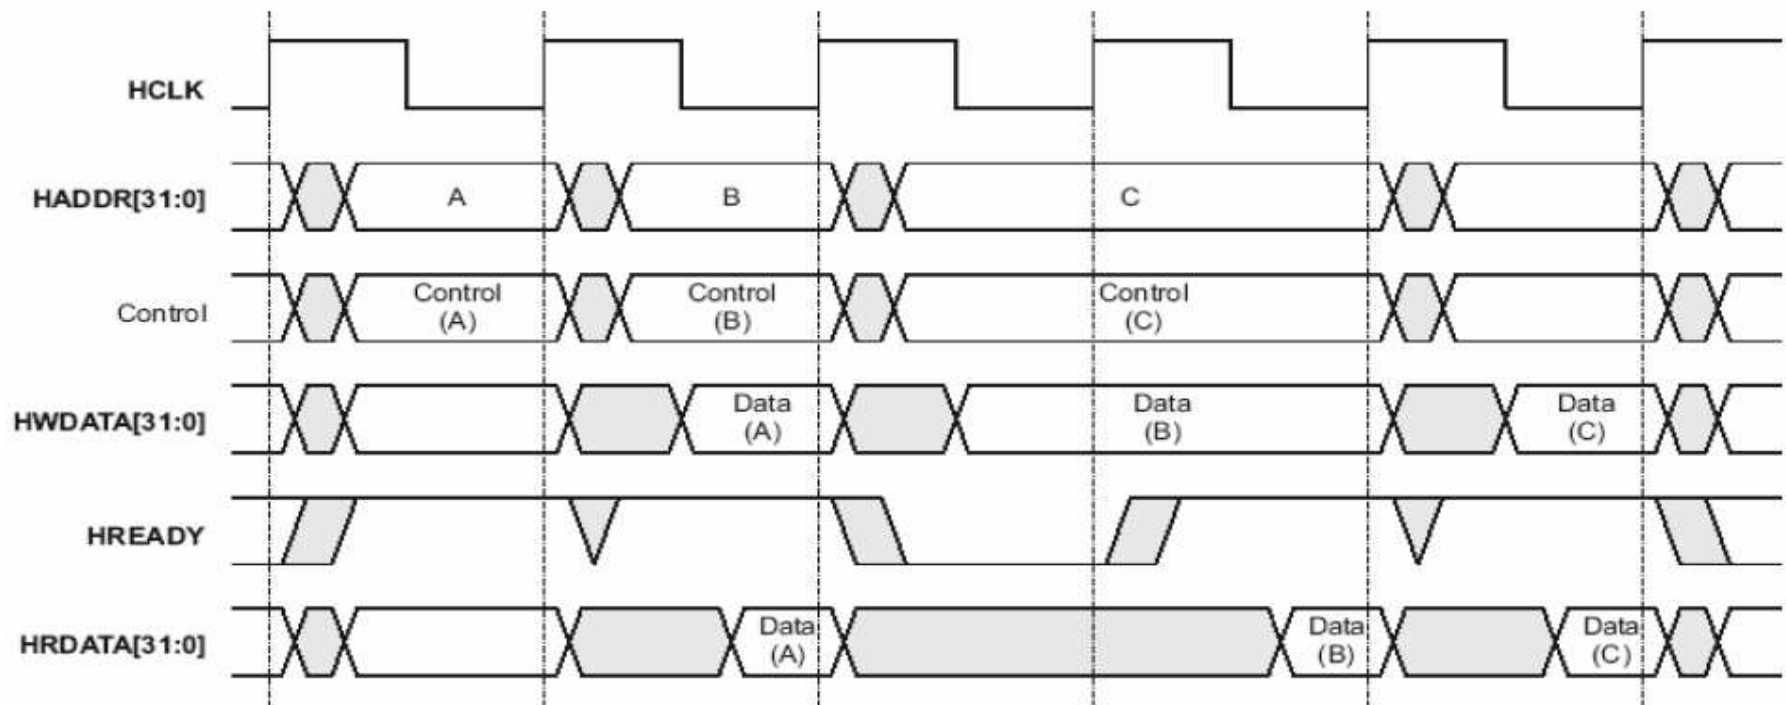 HCLK
HADDR[31:0]
A
B
C
Control
Control
(A)
Control
(B)
Control
(C)
HWDATA[31:0]
Data
(A)
Data
(B)
Data
(C)
HREADY
HRDATA[31:0]
Data
(A)
Data
(B)
Data
(C)